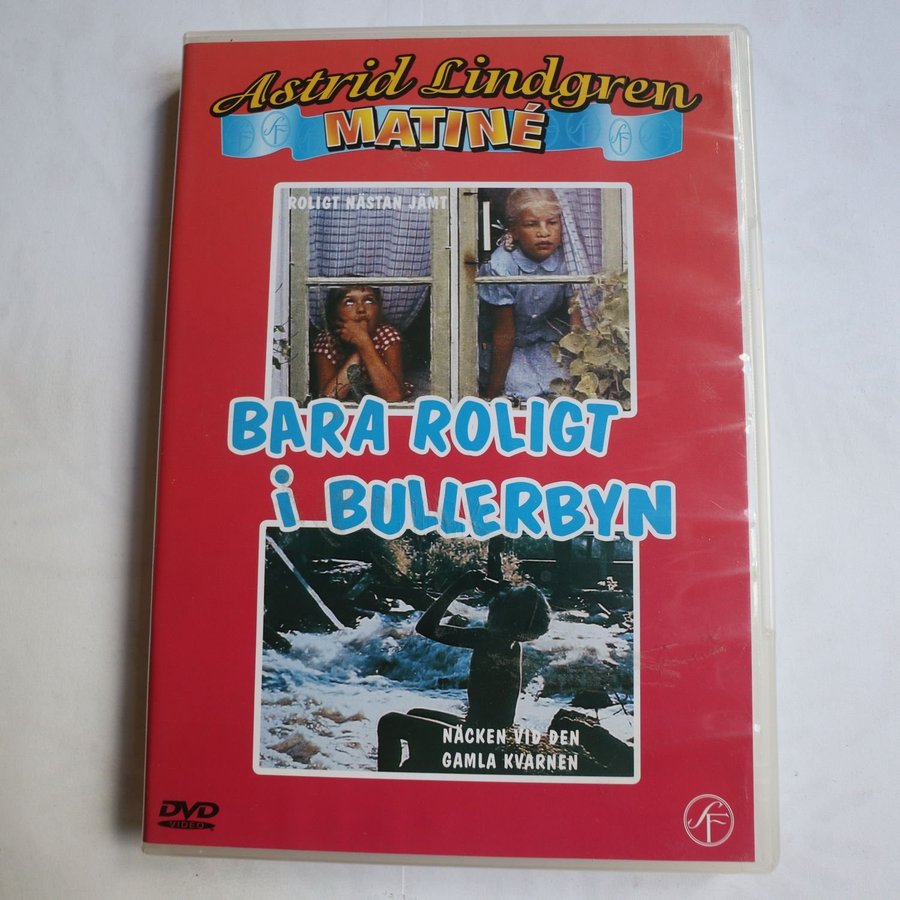 Astrid Lindgren
MATINÉ
ROLIGT NÄSTAN JÄMT
BARA ROLIGT
i BULLERBYN
NÄCKEN VID DEN
GAMLA KVARNEN
DVD
VIDEO
SF